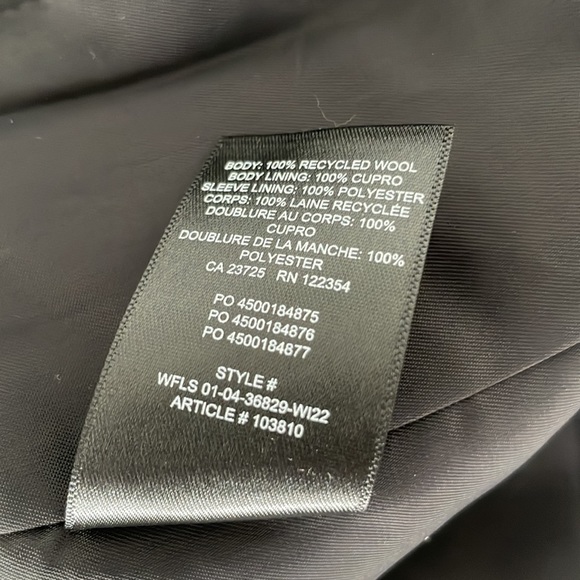 BODY: 100% RECYCLED WOOL
BODY LINING: 100% CUPRO
SLEEVE LINING: 100% POLYESTER
CORPS: 100% LAINE RECYCLÉE
DOUBLURE AU CORPS: 100%
CUPRO
DOUBLURE DE LA MANCHE: 100%
POLYESTER
CA 23725 RN 122354
PO 4500184875
PO 4500184876
PO 4500184877
STYLE #
WFLS 01-04-36829-WI22
ARTICLE # 103810